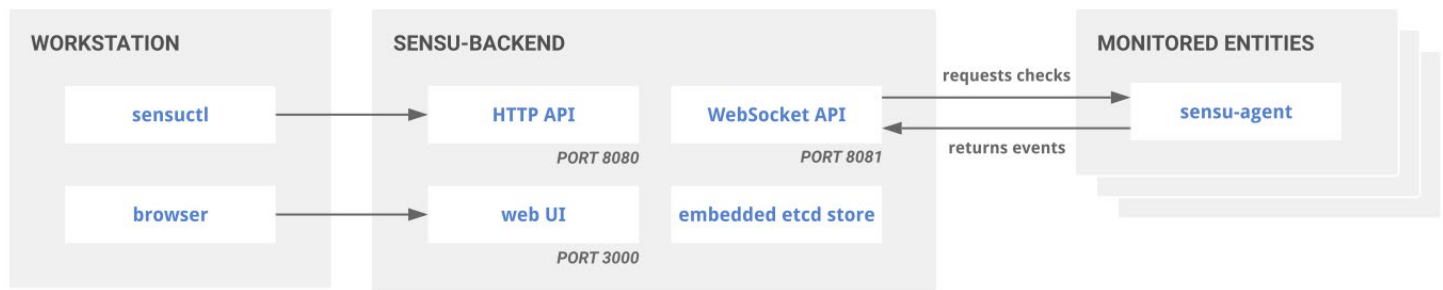 WORKSTATION
sensuctl
browser
SENSU-BACKEND
HTTP API
PORT 8080
WebSocket API
PORT 8081
web UI
PORT 3000
embedded etcd store
requests checks
returns events
MONITORED ENTITIES
sensu-agent